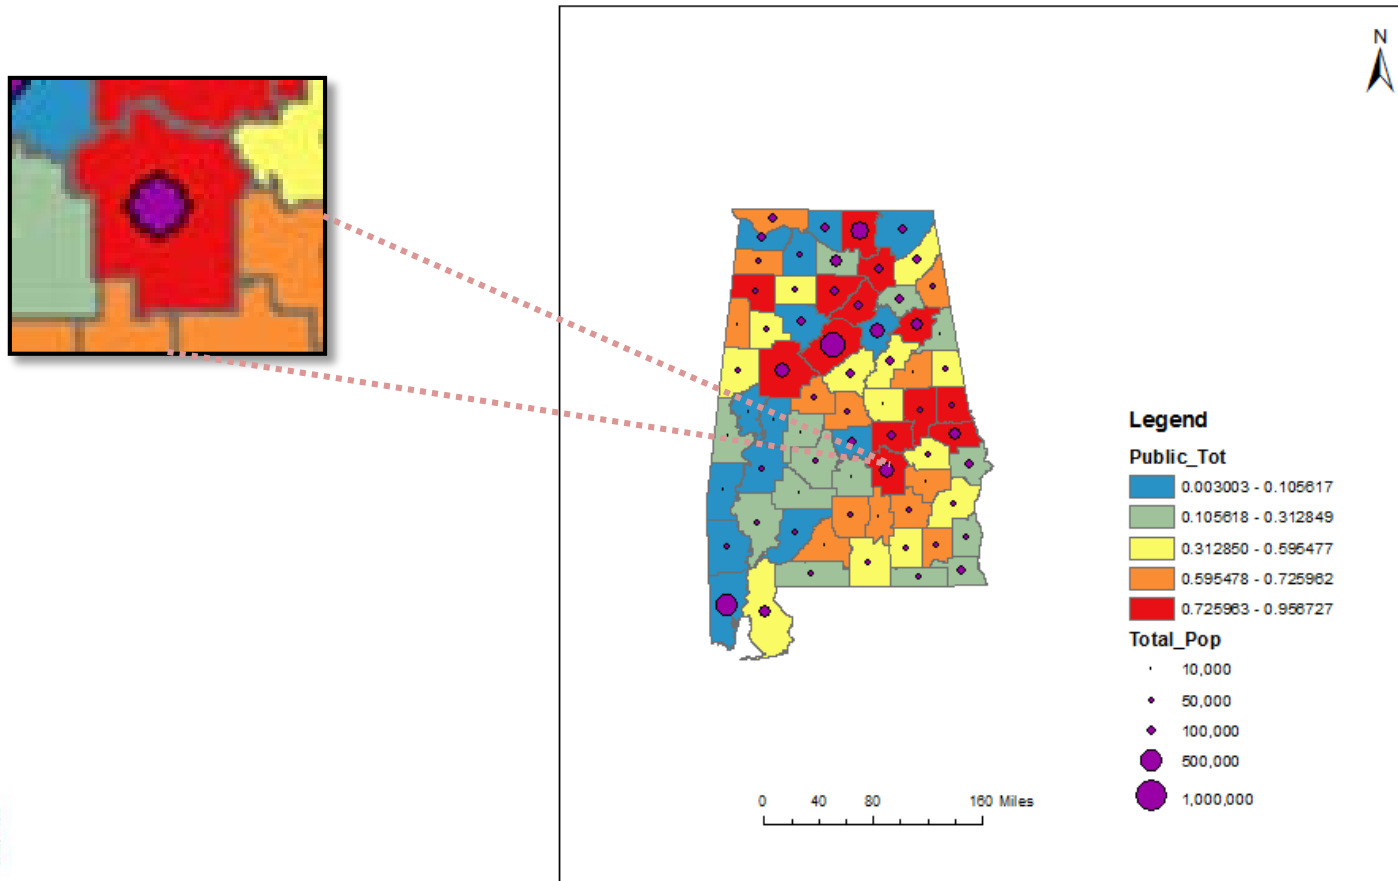 N
Legend
Public_Tot
0.003003 - 0.105617
0.105618 - 0.312849
0.312850 - 0.595477
0.595478 - 0.725962
0.725963 - 0.956727
Total_Pop
10,000
50,000
100,000
500,000
1,000,000
0 40 80 160 Miles